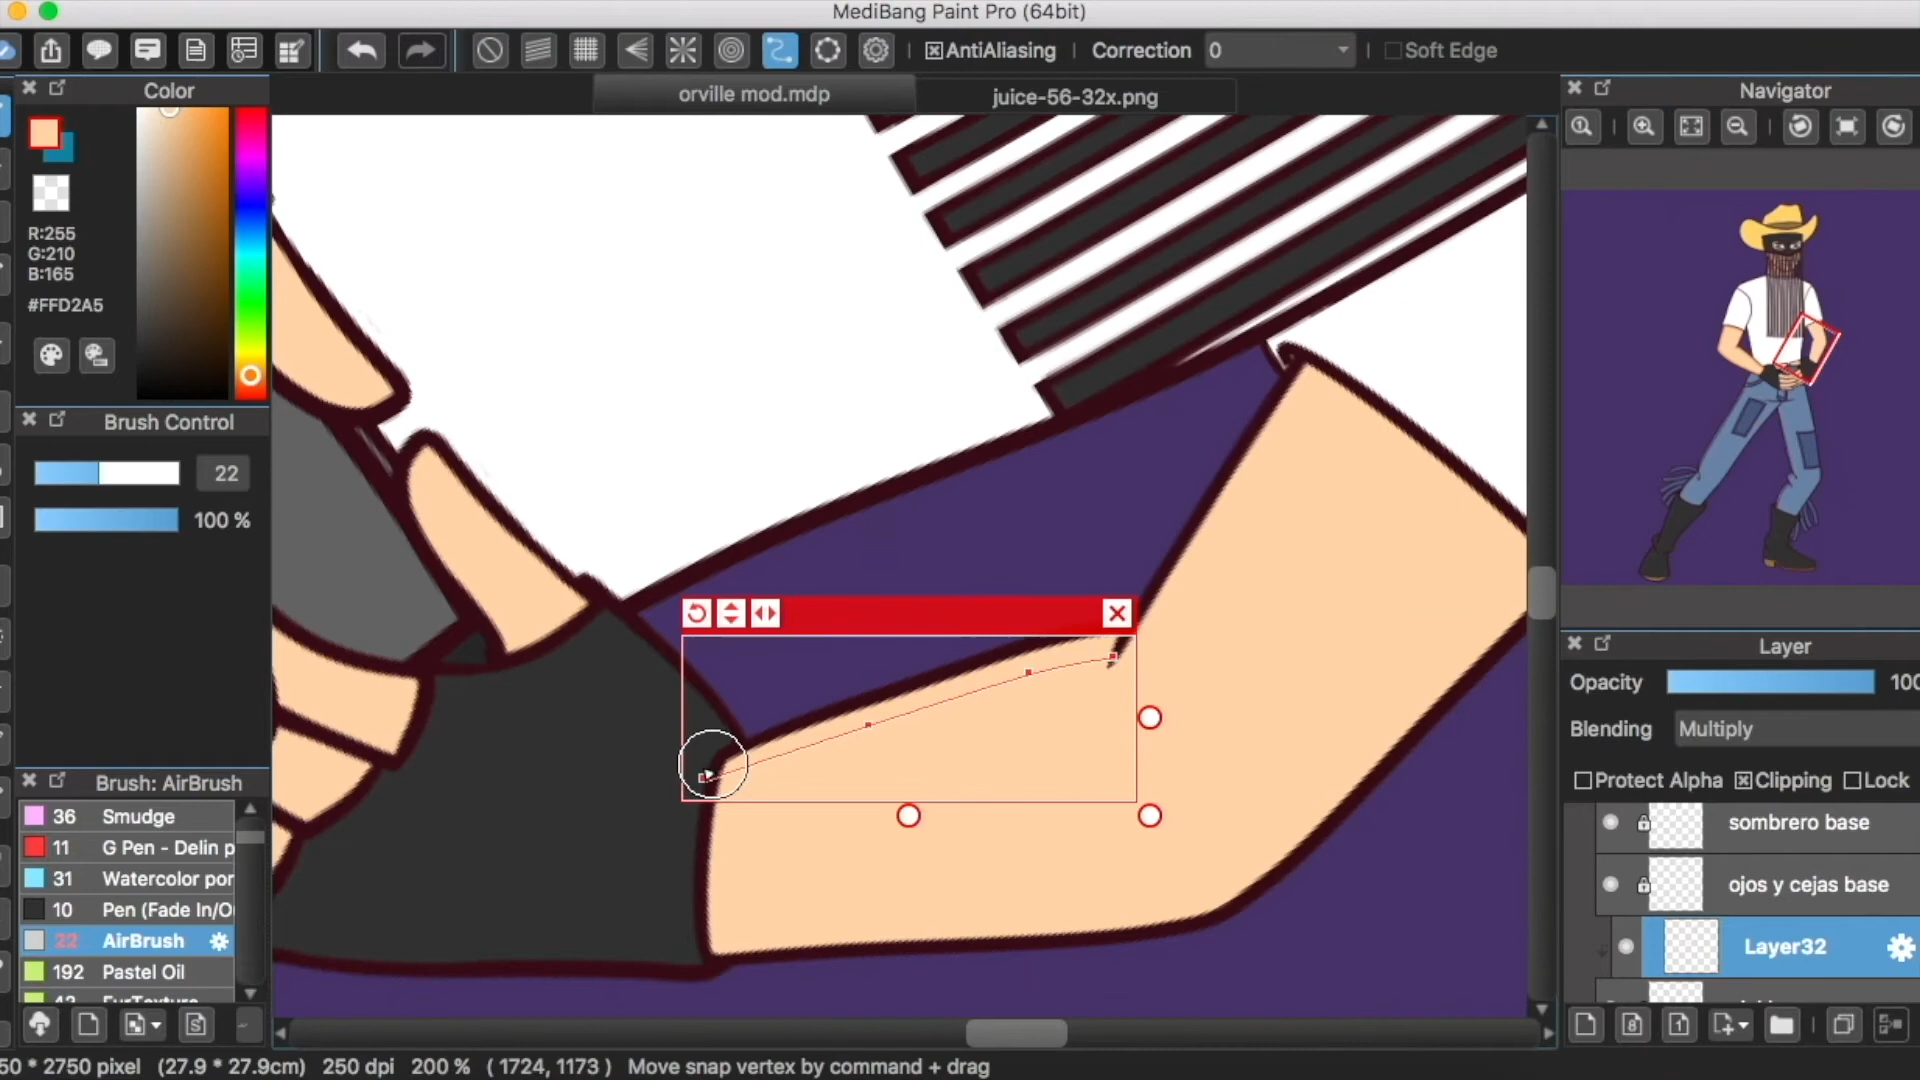 MediBang Paint Pro (64bit)
AntiAliasing
Correction 0
Soft Edge
orville mod.mdp
juice-56-32x.png
Color
R:255
G:210
B:165
#FFD2A5
Brush Control
22
100 %
Brush: AirBrush
36 Smudge
11 G Pen - Delin p
31 Watercolor por
10 Pen (Fade In/O
22 AirBrush
192 Pastel Oil
42 FurTexture
Navigator
Layer
Opacity 100
Blending Multiply
Protect Alpha Clipping Lock
sombrero base
ojos y cejas base
Layer32
50 * 2750 pixel (27.9 * 27.9cm) 250 dpi 200 % ( 1724, 1173 ) Move snap vertex by command + drag